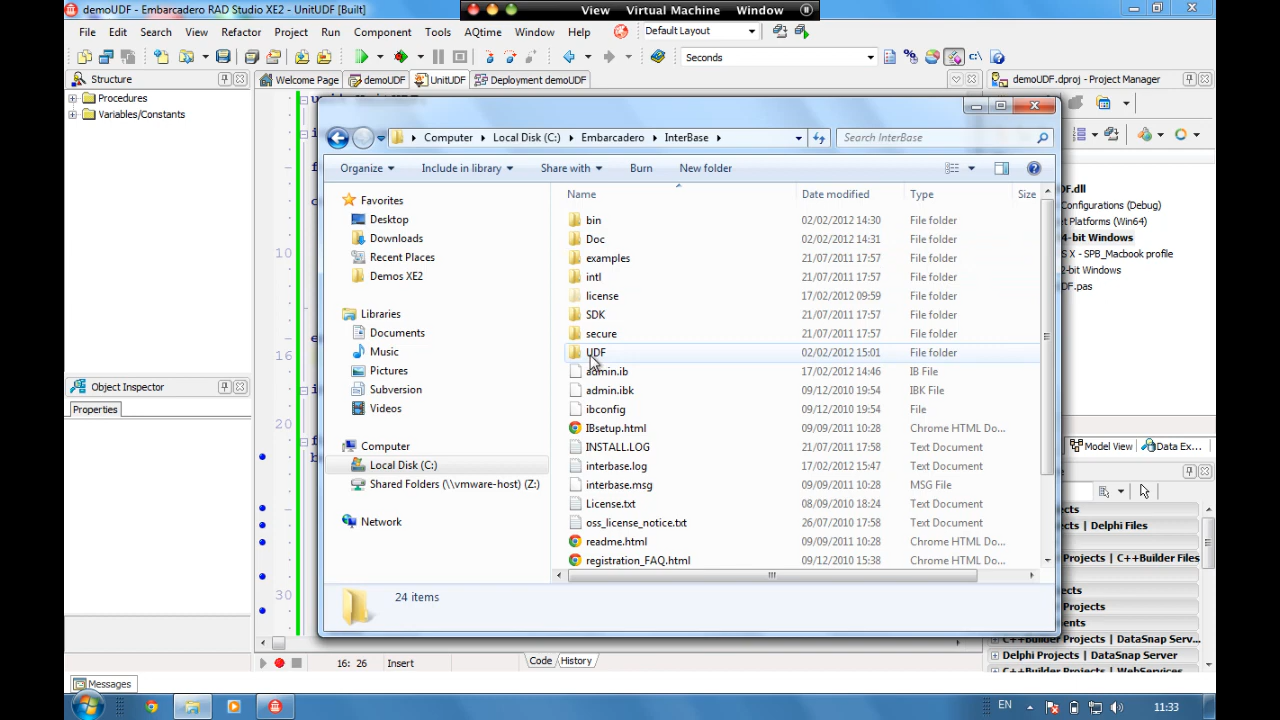 demoUDF - Embarcadero RAD Studio XE2 - UnitUDF [Built]
View Virtual Machine Window
File Edit Search View Refactor Project Run Component Tools AQtime Window Help
Default Layout
Seconds
Structure
Welcome Page demoUDF UnitUDF Deployment demoUDF
demoUDF.dproj - Project Manager
Procedures
Variables/Constants
Computer Local Disk (C:) Embarcadero InterBase
Search InterBase
Organize Include in library Share with Burn New folder
Name Date modified Type Size
Favorites
Desktop
Downloads
Recent Places
Demos XE2
Libraries
Documents
Music
Pictures
Subversion
Videos
Computer
Local Disk (C:)
Shared Folders (\\vmware-host) (Z:)
Network
bin 02/02/2012 14:30 File folder
Doc 02/02/2012 14:31 File folder
examples 21/07/2011 17:57 File folder
intl 21/07/2011 17:57 File folder
license 17/02/2012 09:59 File folder
SDK 21/07/2011 17:57 File folder
secure 21/07/2011 17:57 File folder
UDF 02/02/2012 15:01 File folder
admin.ib 17/02/2012 14:46 IB File
admin.ibk 09/12/2010 19:54 IBK File
ibconfig 09/12/2010 19:54 File
IBsetup.html 09/09/2011 10:28 Chrome HTML Do...
INSTALL.LOG 21/07/2011 17:58 Text Document
interbase.log 17/02/2012 15:47 Text Document
interbase.msg 09/09/2011 10:28 MSG File
License.txt 08/09/2010 18:24 Text Document
oss_license_notice.txt 26/07/2010 17:58 Text Document
readme.html 09/09/2011 10:28 Chrome HTML Do...
registration_FAQ.html 09/12/2010 15:38 Chrome HTML Do...
24 items
F.dll
Configurations (Debug)
et Platforms (Win64)
4-bit Windows
S X - SPB_Macbook profile
2-bit Windows
DF.pas
Object Inspector
Properties
10
16
20
30
Model View Data Ex...
ects
Projects | Delphi Files
Projects | C++Builder Files
ects
Projects
ents
C++Builder Projects | DataSnap Serv...
Delphi Projects | DataSnap Server
C++Builder Projects | WebServices
16: 26 Insert
Code History
Messages
EN 11:33